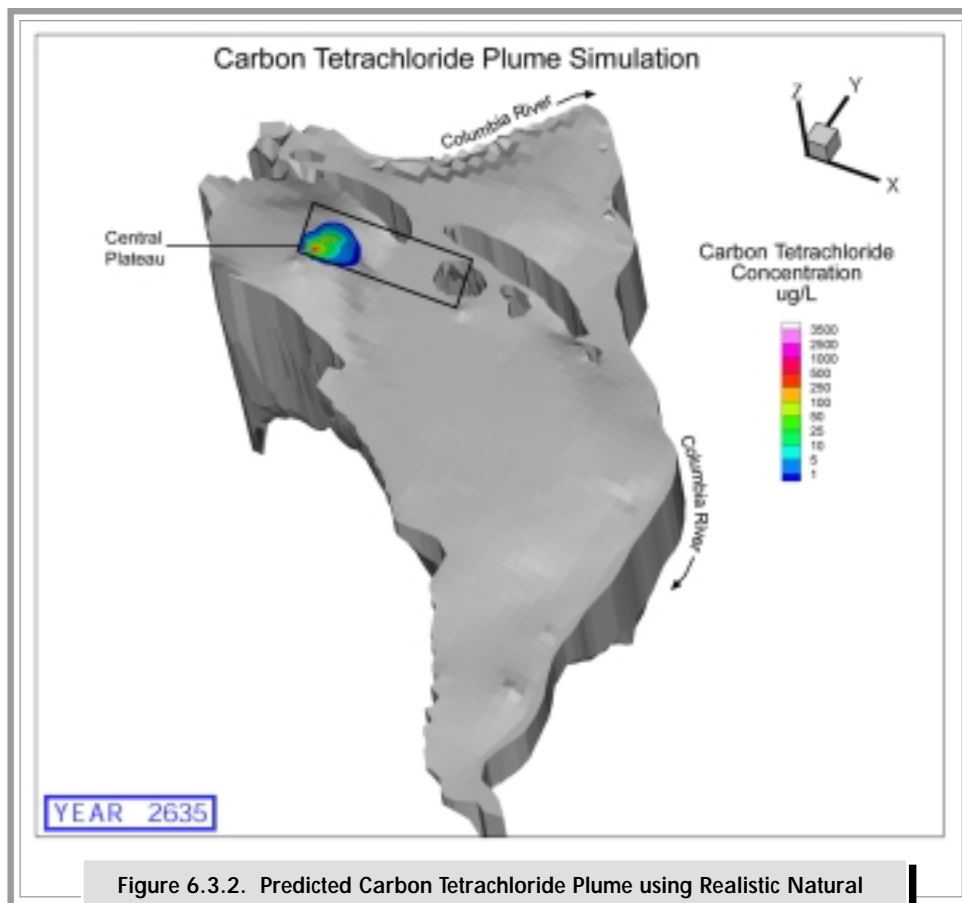 Carbon Tetrachloride Plume Simulation
Columbia River
Z
Y
X
Central
Plateau
Carbon Tetrachloride
Concentration
ug/L
3500
2500
1000
500
250
100
50
25
10
5
1
Columbia River
YEAR 2635
Figure 6.3.2. Predicted Carbon Tetrachloride Plume using Realistic Natural